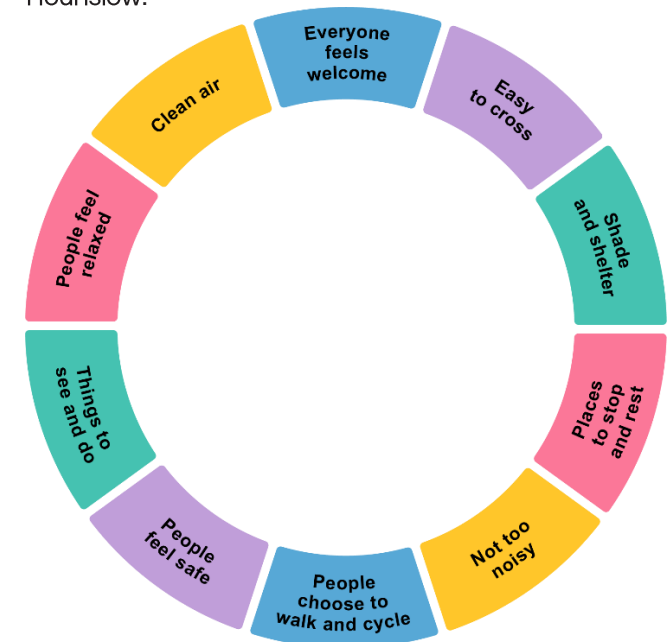 Hounslow.
Everyone
feels
welcome
Easy
to cross
Shade
and shelter
Places
to stop
and rest
Not too
noisy
People
choose to
walk and cycle
People
feel safe
Things to
see and do
People feel
relaxed
Clean air